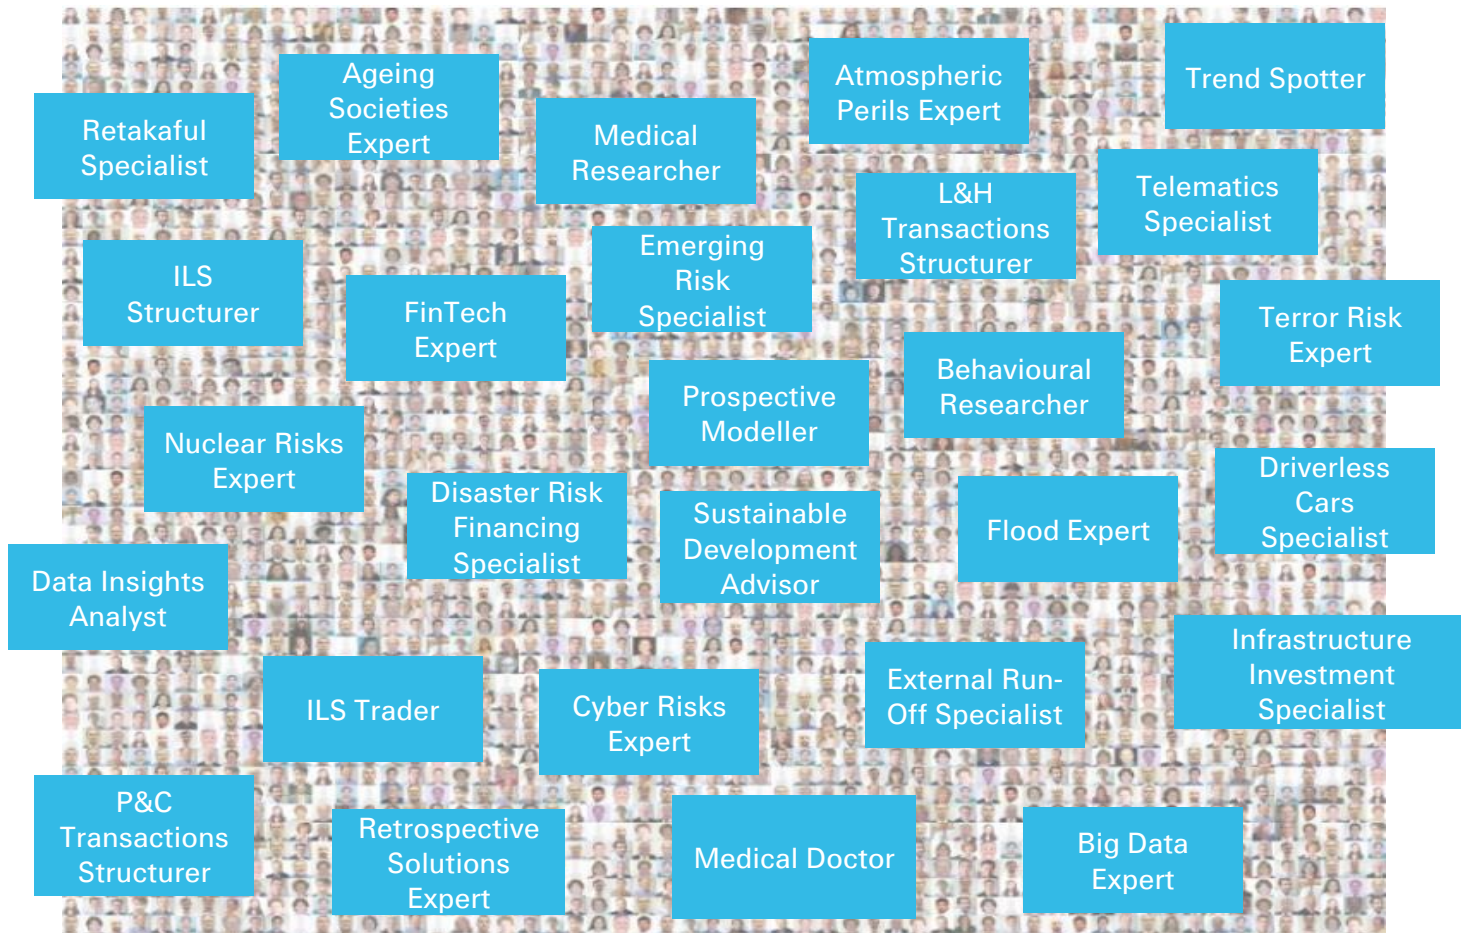 Ageing
Societies
Expert
Atmospheric
Perils Expert
Trend Spotter
Retakaful
Specialist
Medical
Researcher
L&H
Transactions
Structurer
Telematics
Specialist
ILS
Structurer
FinTech
Expert
Emerging
Risk
Specialist
Terror Risk
Expert
Prospective
Modeller
Behavioural
Researcher
Nuclear Risks
Expert
Disaster Risk
Financing
Specialist
Sustainable
Development
Advisor
Flood Expert
Driverless
Cars
Specialist
Data Insights
Analyst
ILS Trader
Cyber Risks
Expert
External Run-
Off Specialist
Infrastructure
Investment
Specialist
P&C
Transactions
Structurer
Retrospective
Solutions
Expert
Medical Doctor
Big Data
Expert